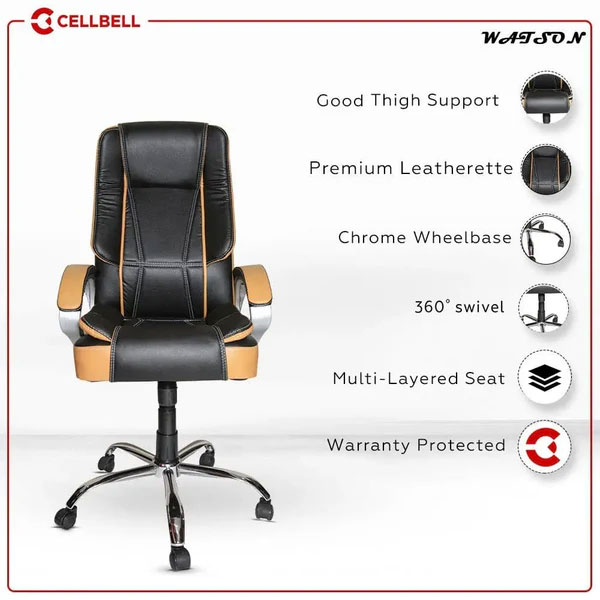 CELLBELL
WATSON
Good Thigh Support
Premium Leatherette
Chrome Wheelbase
360° swivel
Multi-Layered Seat
Warranty Protected